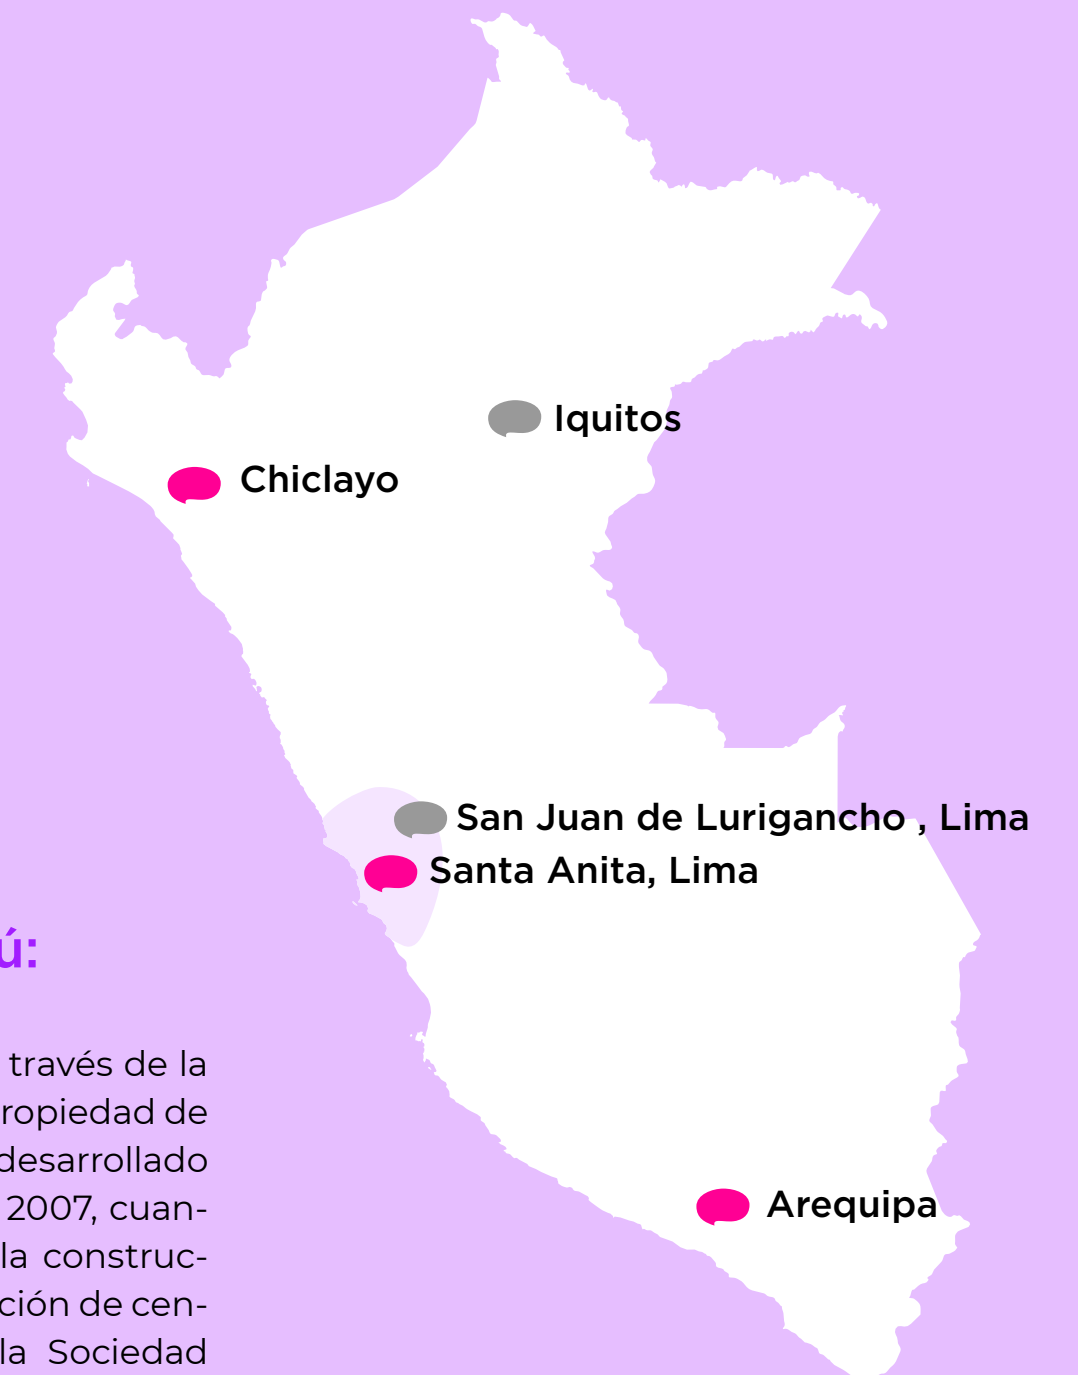 Iquitos
Chiclayo
San Juan de Lurigancho , Lima
Santa Anita, Lima
ú:
través de la
ropiedad de
desarrollado
2007, cuan-
la construc-
ción de cen-
la Sociedad
Arequipa